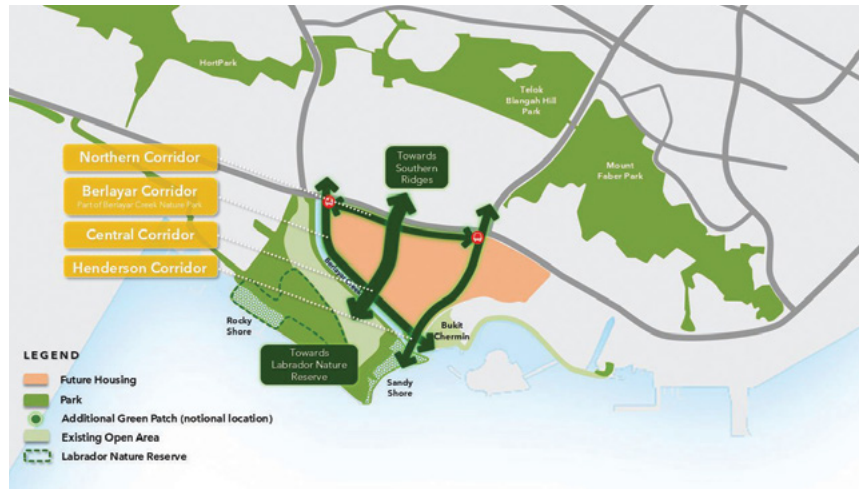 HortPark
Telok
Blangah Hill
Park
Mount
Faber Park
Northern Corridor
Berlayar Corridor
Part of Berlayar Creek Nature Park
Central Corridor
Henderson Corridor
Towards
Southern
Ridges
Berlayar Creek
Rocky
Shore
Bukit
Chermin
Towards
Labrador Nature
Reserve
Sandy
Shore
LEGEND
Future Housing
Park
Additional Green Patch (notional location)
Existing Open Area
Labrador Nature Reserve